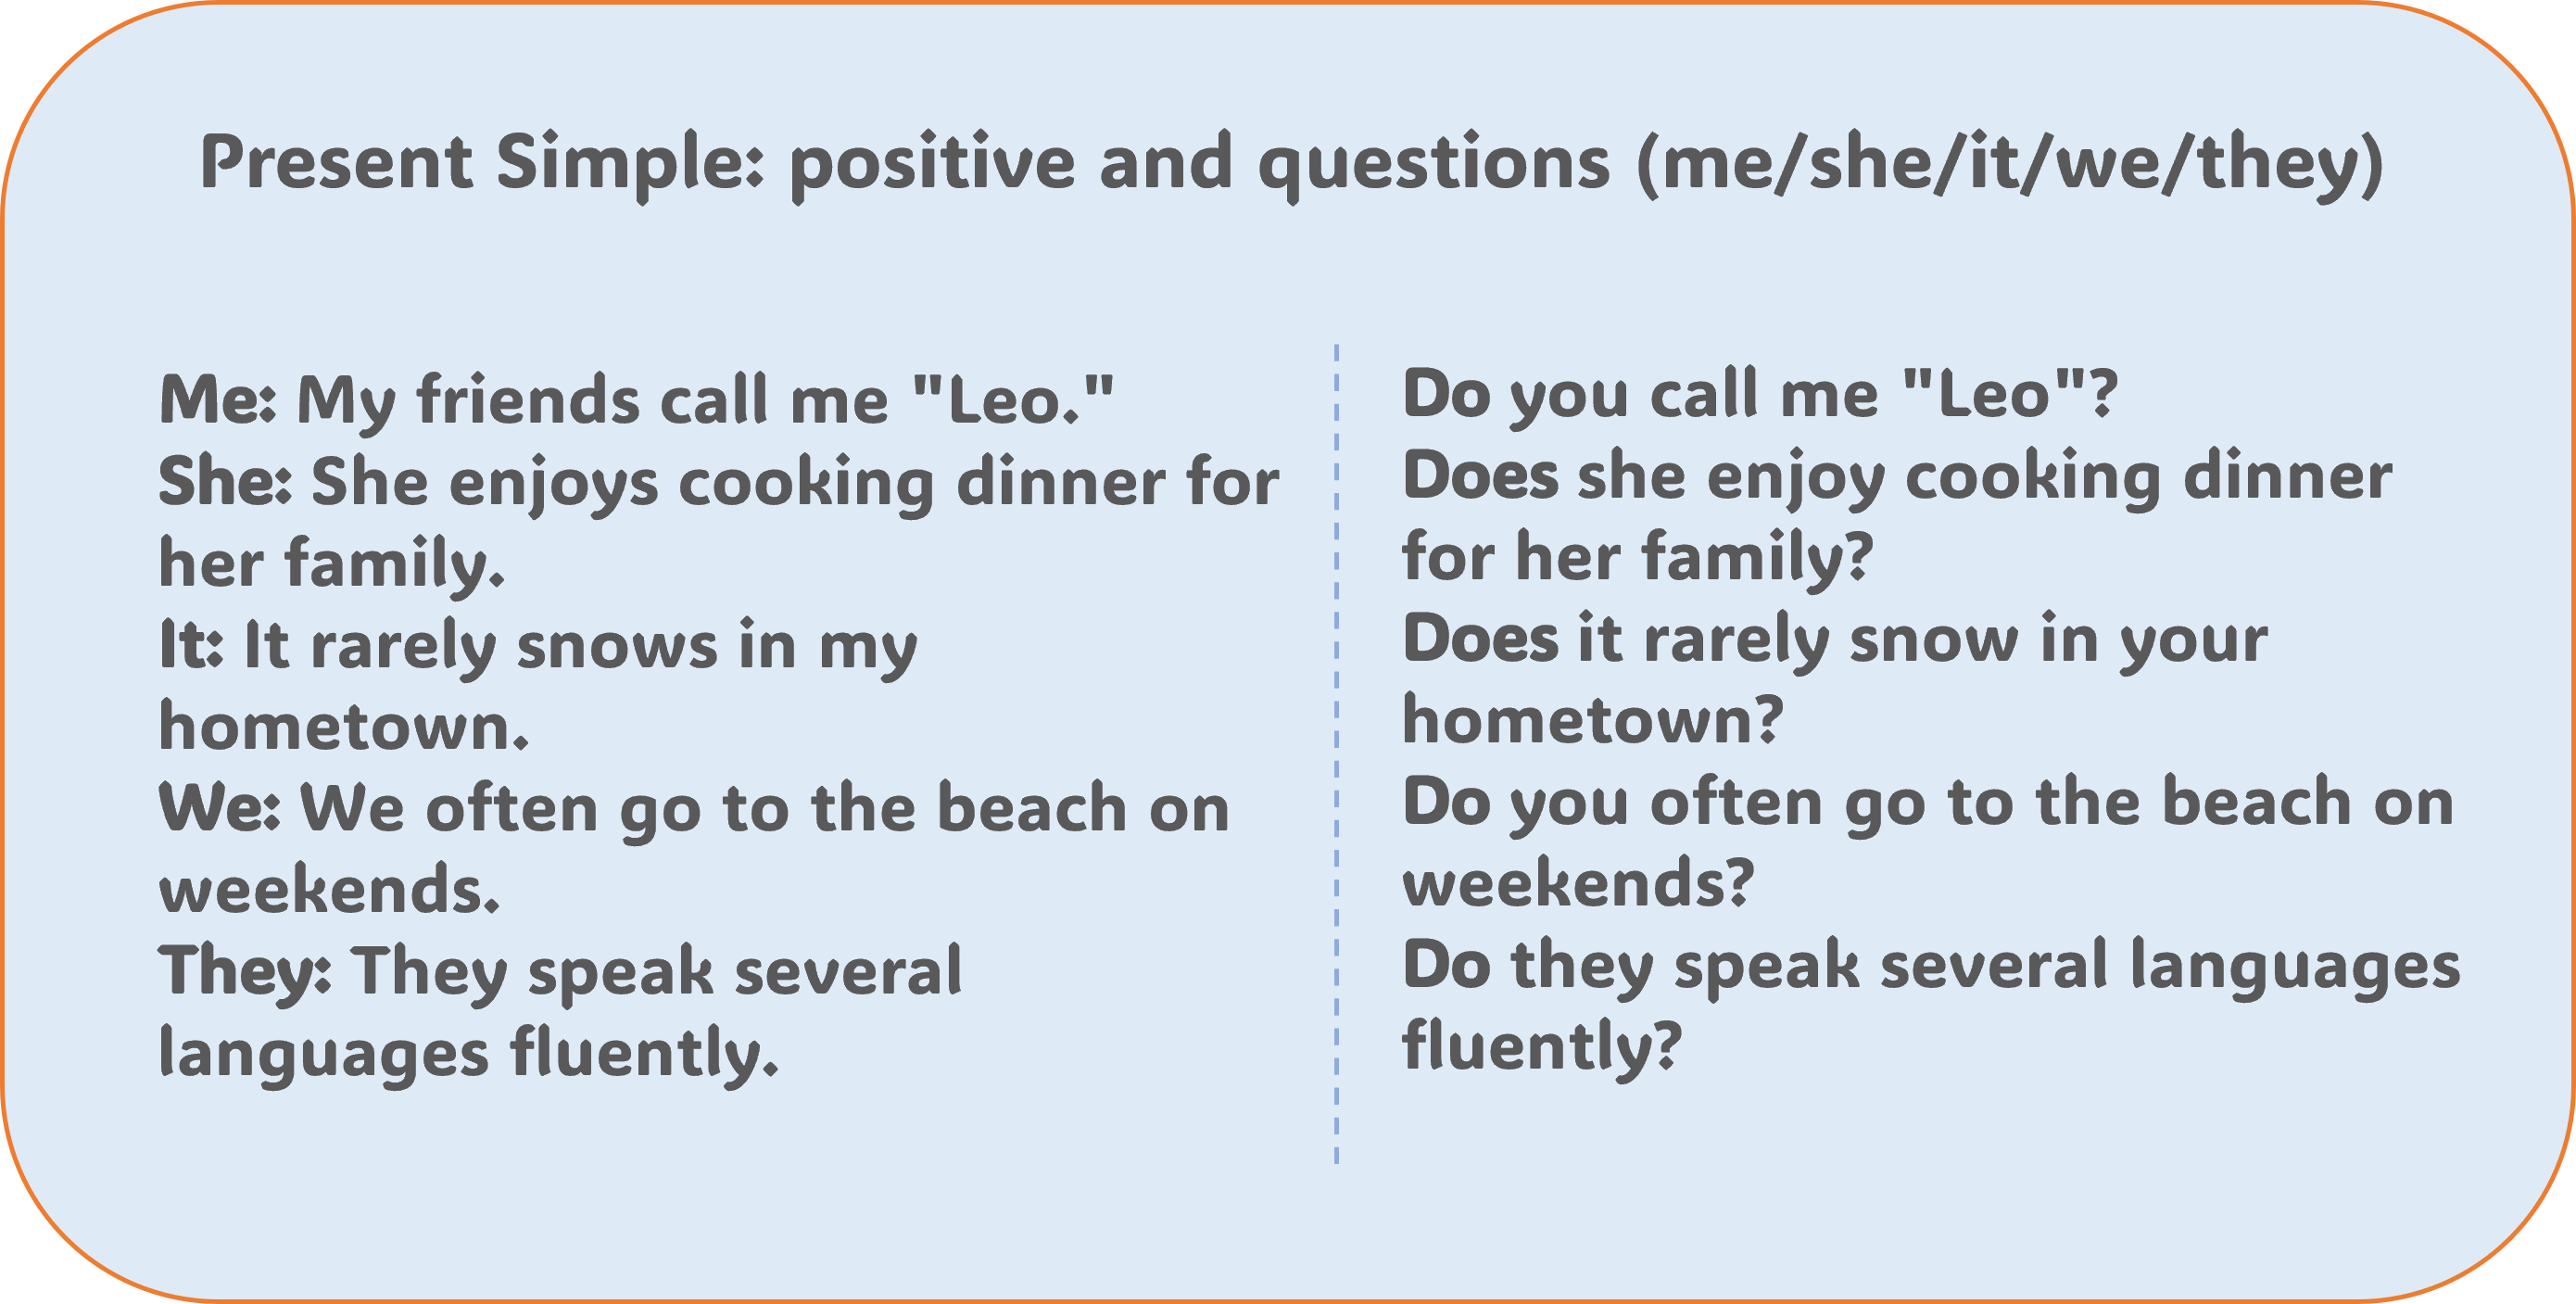 Present Simple: positive and questions (me/she/it/we/they)
Me: My friends call me "Leo."
She: She enjoys cooking dinner for
her family.
It: It rarely snows in my
hometown.
We: We often go to the beach on
weekends.
They: They speak several
languages fluently.
Do you call me "Leo"?
Does she enjoy cooking dinner
for her family?
Does it rarely snow in your
hometown?
Do you often go to the beach on
weekends?
Do they speak several languages
fluently?